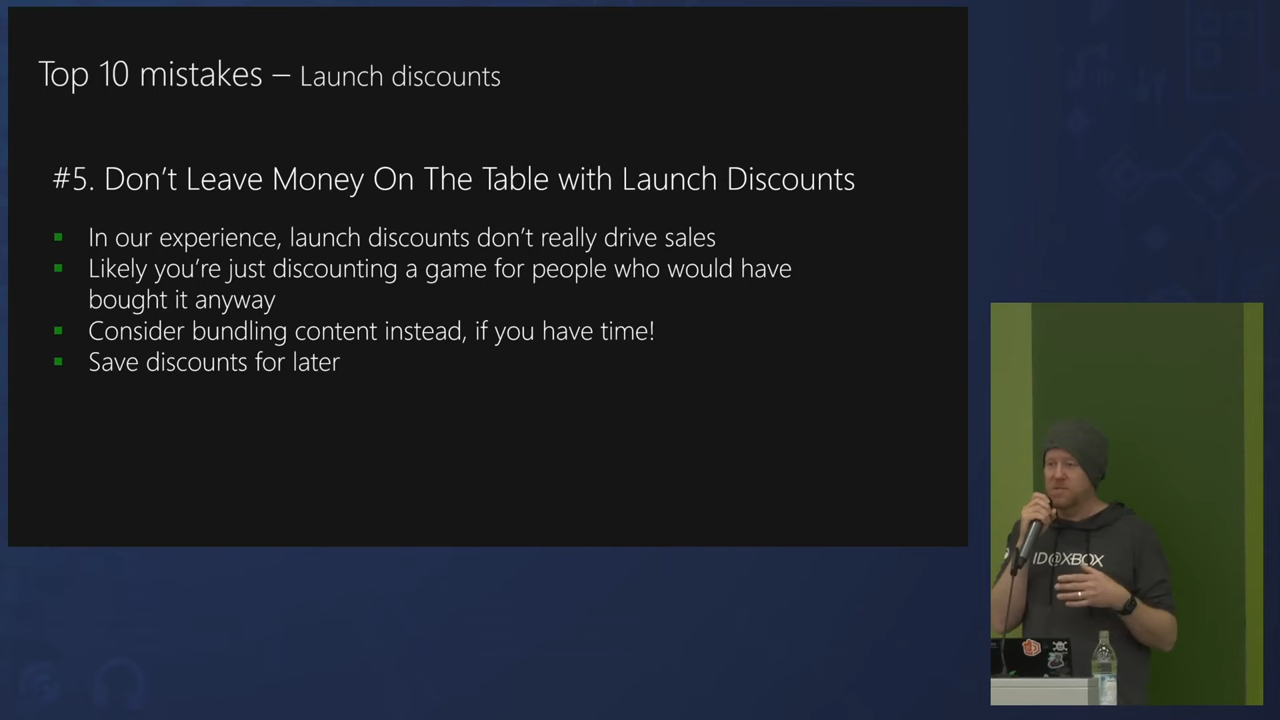 Top 10 mistakes – Launch discounts
#5. Don't Leave Money On The Table with Launch Discounts
In our experience, launch discounts don't really drive sales
Likely you're just discounting a game for people who would have
bought it anyway
Consider bundling content instead, if you have time!
Save discounts for later
ID@XBOX